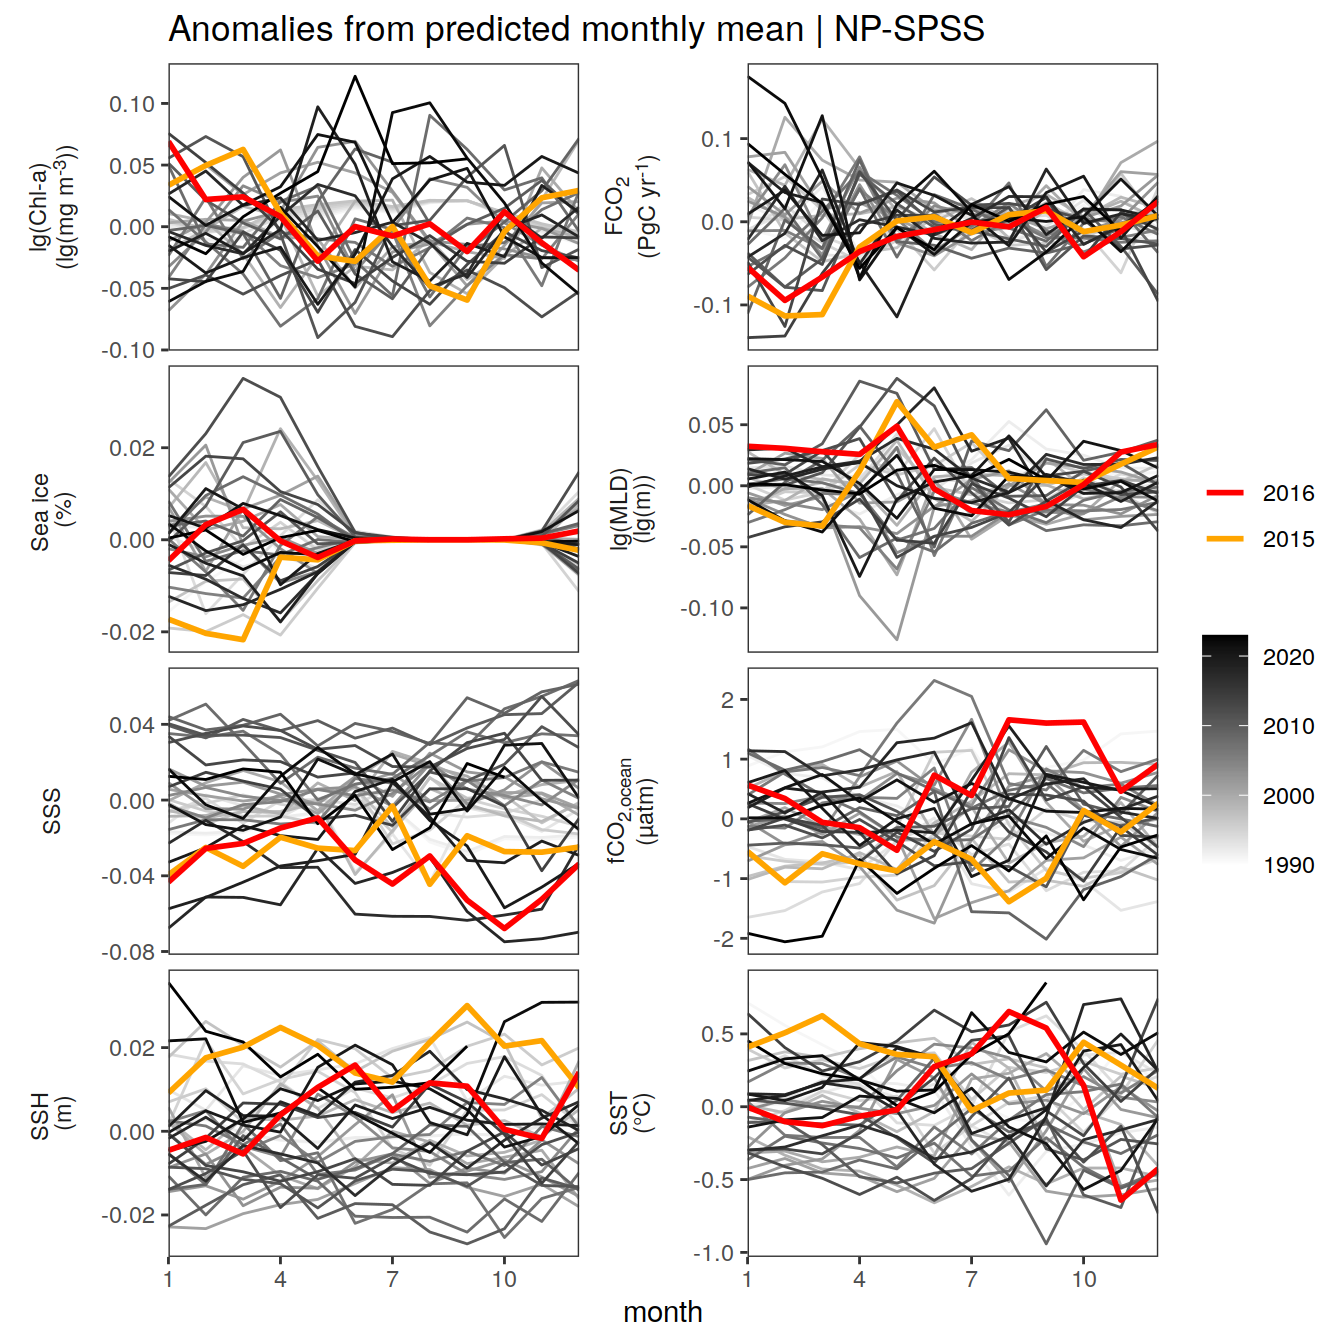 Anomalies from predicted monthly mean | NP-SPSS
lg(Chl-a)
(lg(mg m⁻³))
0.10
0.05
0.00
-0.05
-0.10
FCO₂
(PgC yr⁻¹)
0.1
0.0
-0.1
Sea ice
(%)
0.02
0.00
-0.02
lg(MLD)
(lg(m))
0.05
0.00
-0.05
-0.10
SSS
0.04
0.00
-0.04
-0.08
fCO₂,ocean
(µatm)
2
1
0
-1
-2
SSH
(m)
0.02
0.00
-0.02
SST
(°C)
0.5
0.0
-0.5
-1.0
1 4 7 10
1 4 7 10
month
2016
2015
2020
2010
2000
1990